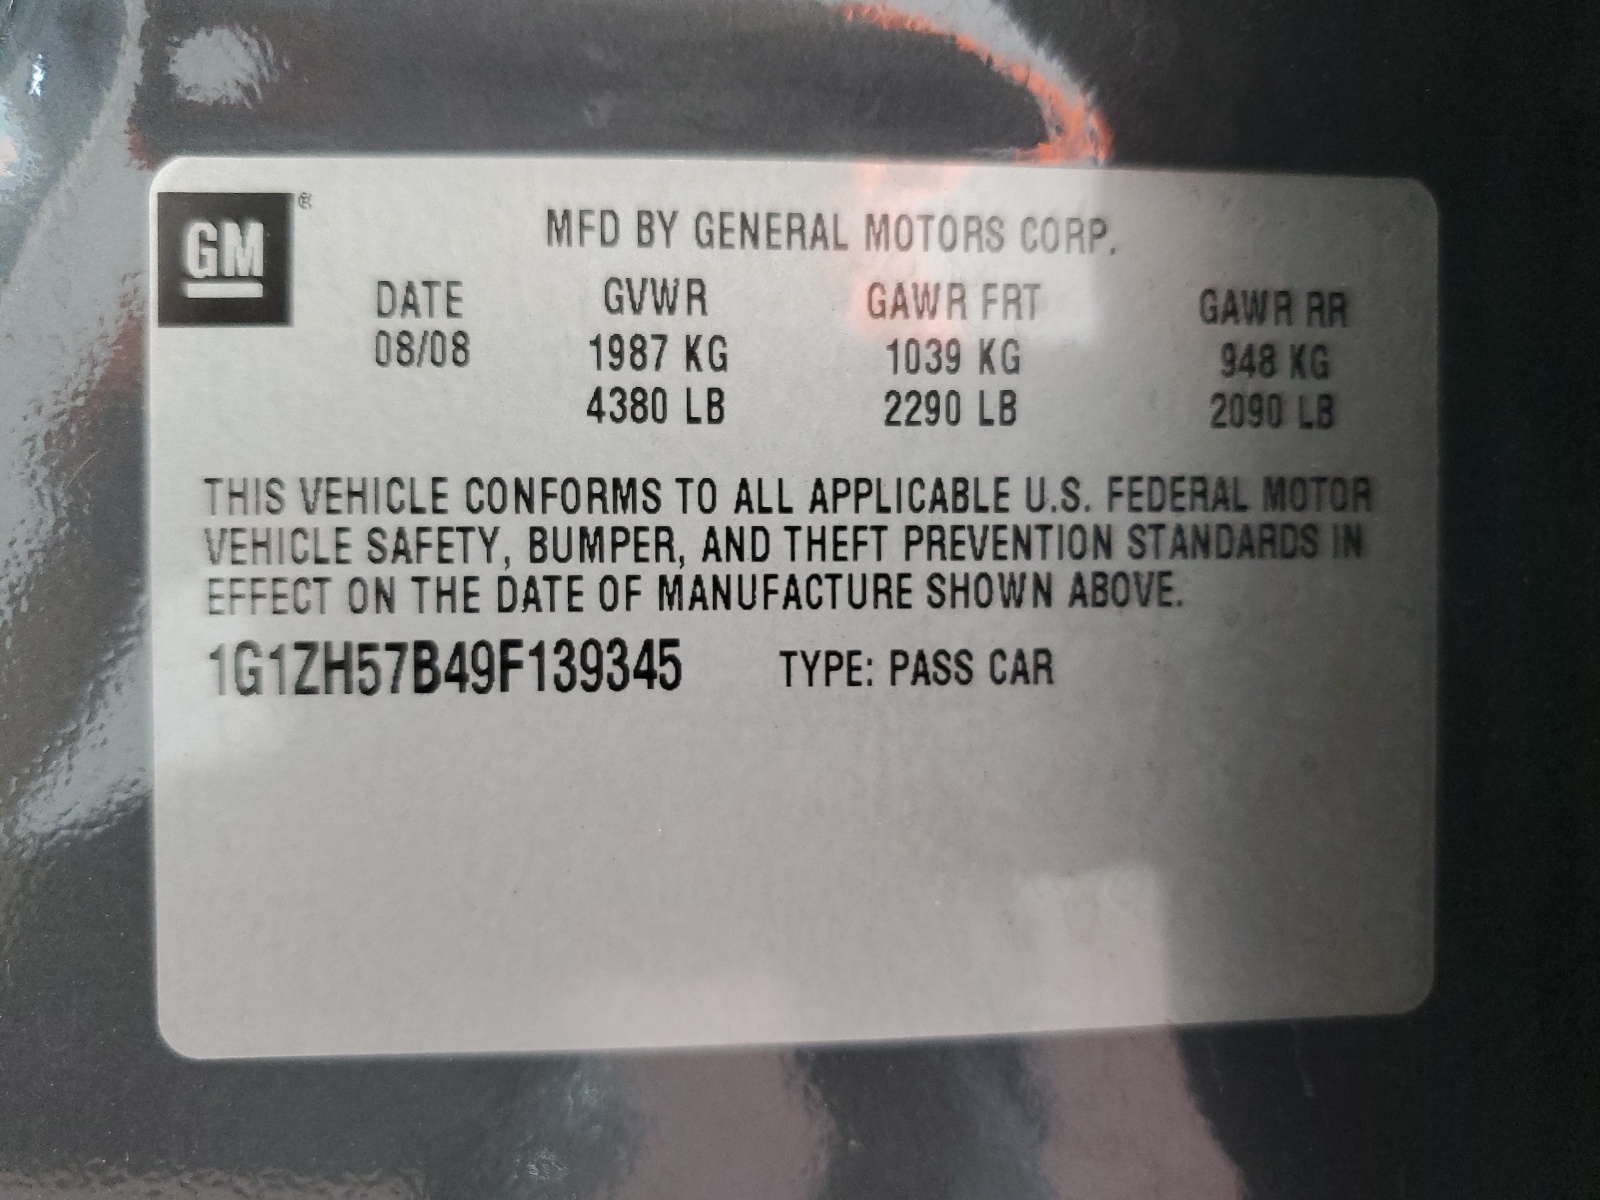 GM ®
MFD BY GENERAL MOTORS CORP.
DATE GVWR GAWR FRT GAWR RR
08/08 1987 KG 1039 KG 948 KG
4380 LB 2290 LB 2090 LB
THIS VEHICLE CONFORMS TO ALL APPLICABLE U.S. FEDERAL MOTOR
VEHICLE SAFETY, BUMPER, AND THEFT PREVENTION STANDARDS IN
EFFECT ON THE DATE OF MANUFACTURE SHOWN ABOVE.
1G1ZH57B49F139345 TYPE: PASS CAR